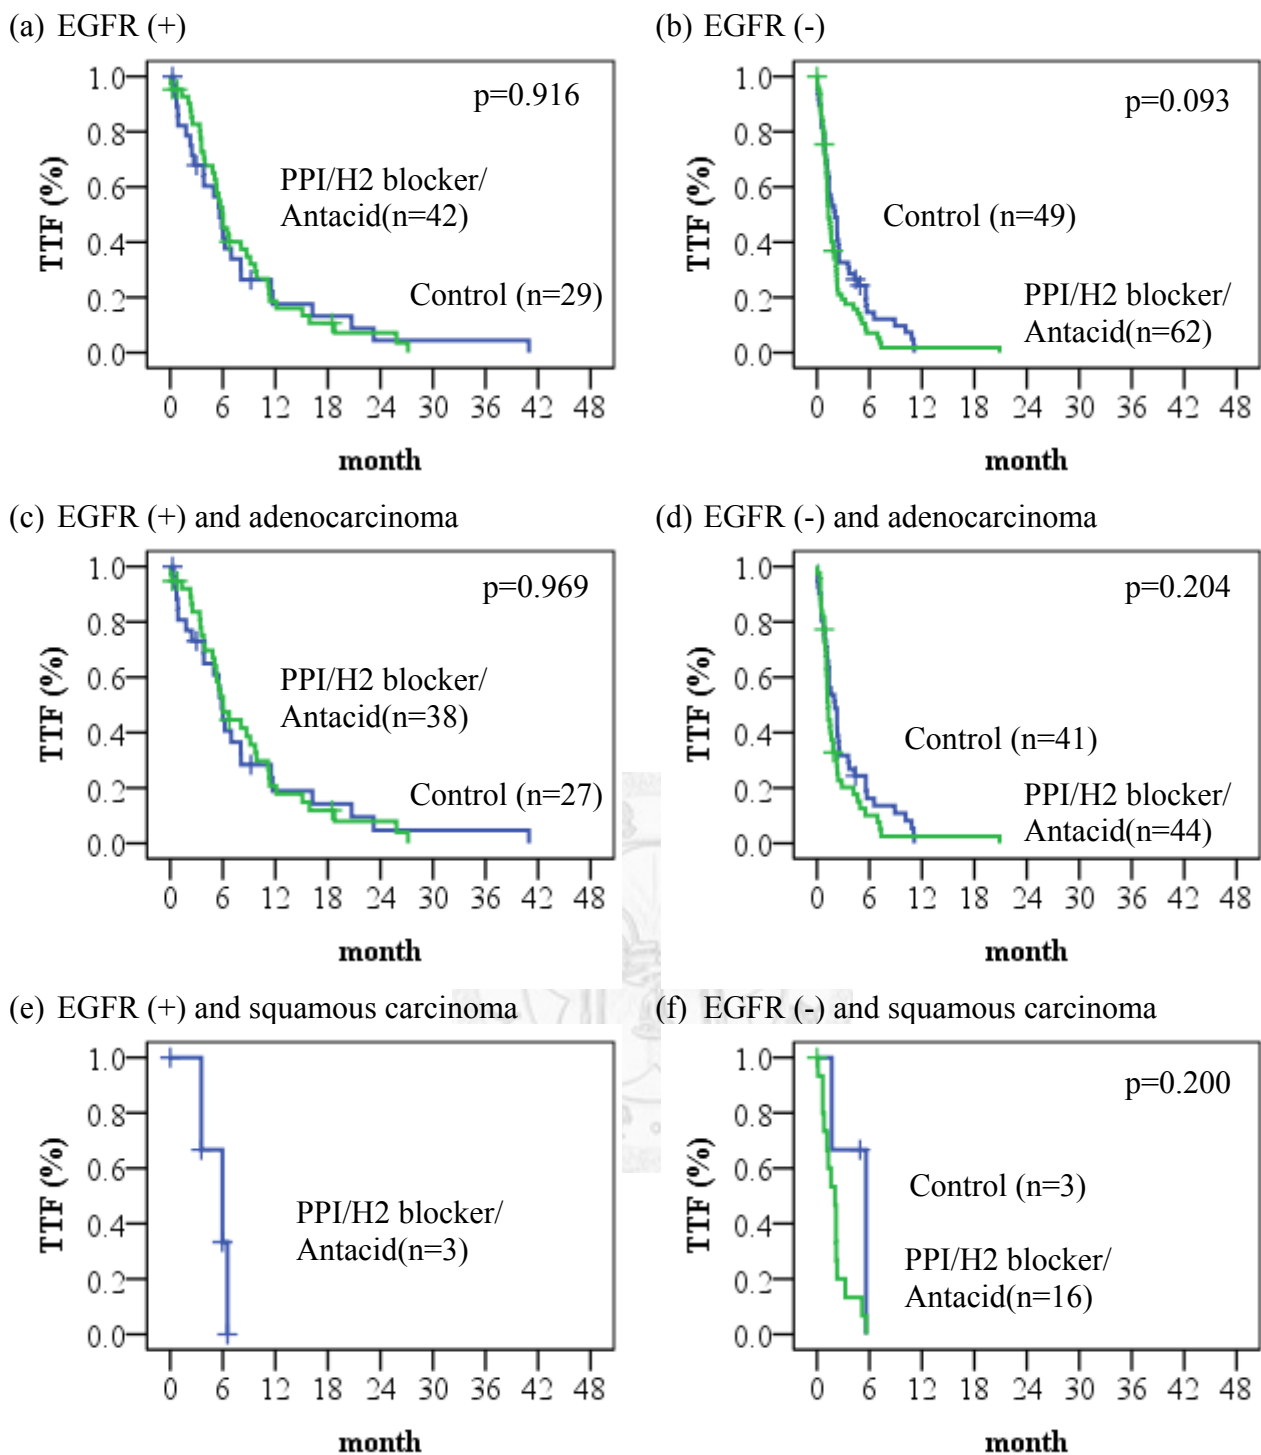 (a) EGFR (+)
1.0
0.8
0.6
0.4
0.2
0.0
TTF (%)
p=0.916
PPI/H2 blocker/
Antacid(n=42)
Control (n=29)
0 6 12 18 24 30 36 42 48
month
(b) EGFR (-)
1.0
0.8
0.6
0.4
0.2
0.0
TTF (%)
p=0.093
Control (n=49)
PPI/H2 blocker/
Antacid(n=62)
0 6 12 18 24 30 36 42 48
month
(c) EGFR (+) and adenocarcinoma
1.0
0.8
0.6
0.4
0.2
0.0
TTF (%)
p=0.969
PPI/H2 blocker/
Antacid(n=38)
Control (n=27)
0 6 12 18 24 30 36 42 48
month
(d) EGFR (-) and adenocarcinoma
1.0
0.8
0.6
0.4
0.2
0.0
TTF (%)
p=0.204
Control (n=41)
PPI/H2 blocker/
Antacid(n=44)
0 6 12 18 24 30 36 42 48
month
(e) EGFR (+) and squamous carcinoma
1.0
0.8
0.6
0.4
0.2
0.0
TTF (%)
PPI/H2 blocker/
Antacid(n=3)
0 6 12 18 24 30 36 42 48
month
(f) EGFR (-) and squamous carcinoma
1.0
0.8
0.6
0.4
0.2
0.0
TTF (%)
p=0.200
Control (n=3)
PPI/H2 blocker/
Antacid(n=16)
0 6 12 18 24 30 36 42 48
month